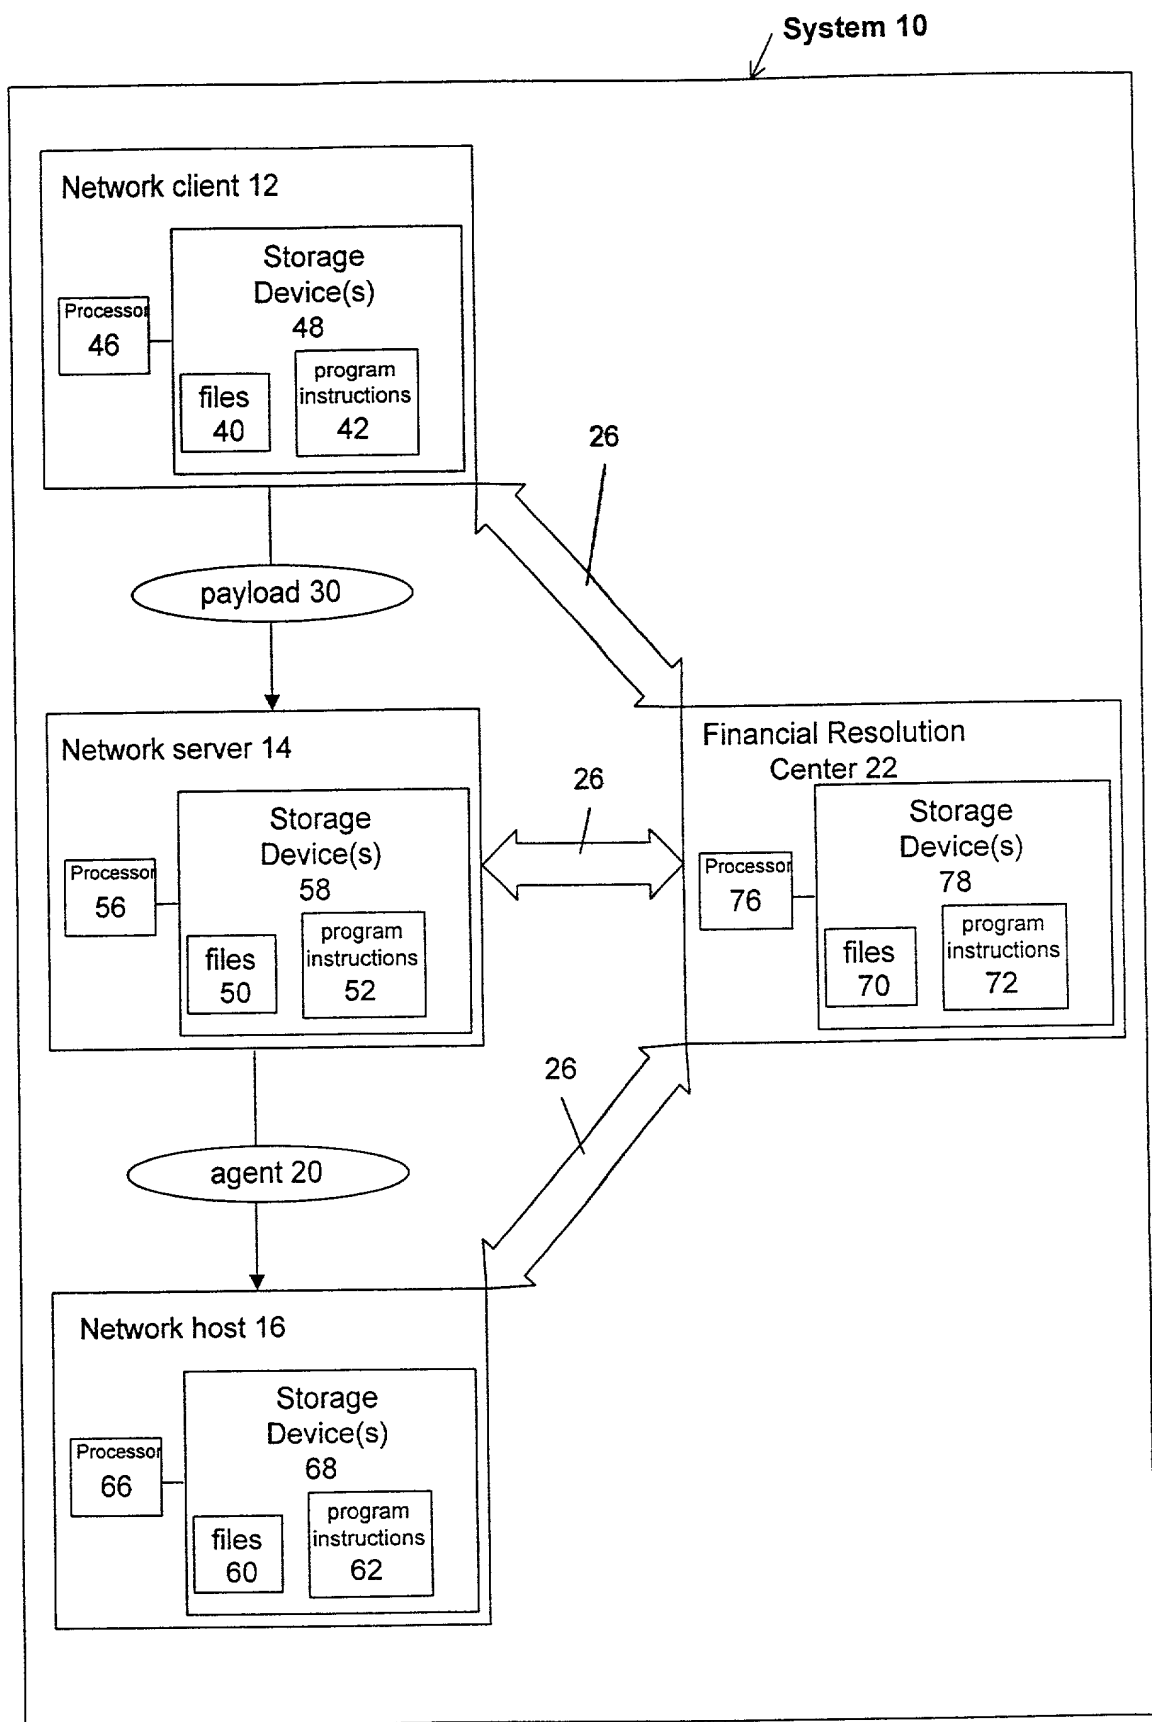 System 10
Network client 12
Storage
Device(s)
48
Processor
46
program
instructions
42
files
40
26
payload 30
Network server 14
Storage
Device(s)
58
Processor
56
program
instructions
52
files
50
26
Financial Resolution
Center 22
Storage
Device(s)
78
Processor
76
program
instructions
72
files
70
26
agent 20
Network host 16
Storage
Device(s)
68
Processor
66
program
instructions
62
files
60